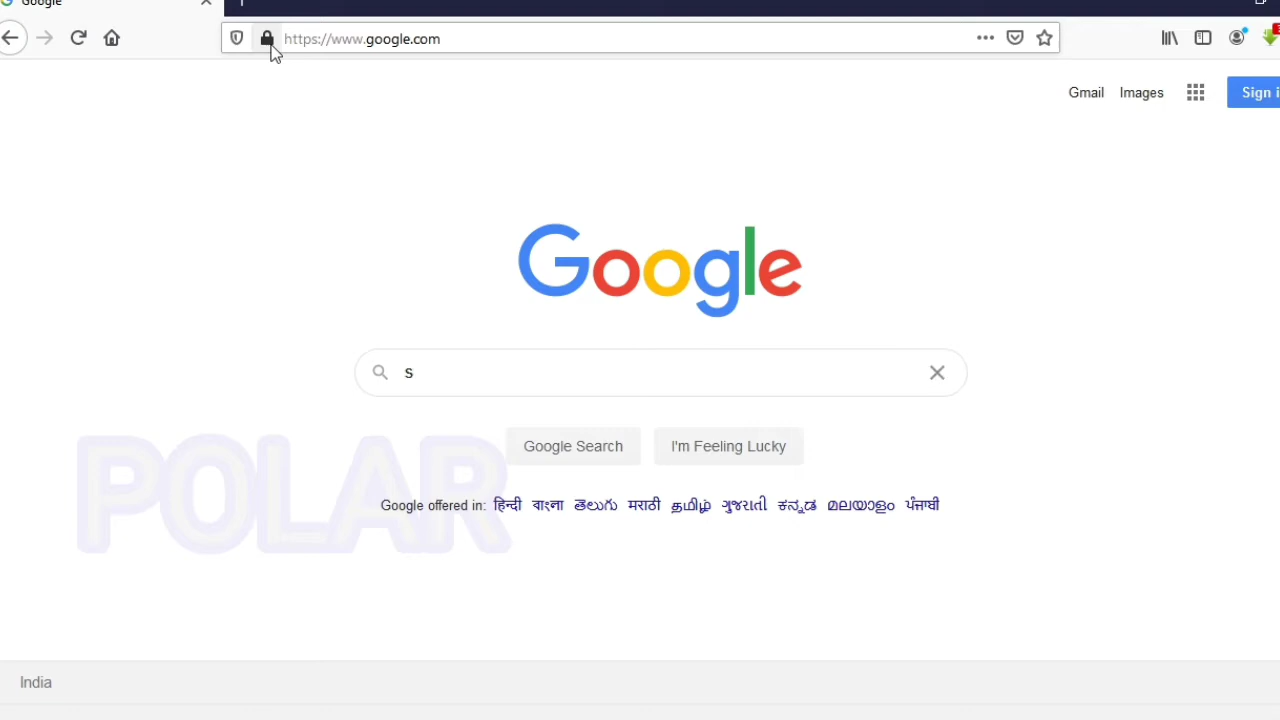 Google
https://www.google.com
Gmail Images
Google
s
Google Search I'm Feeling Lucky
POLAR
Google offered in: हिन्दी বাংলা తెలుగు मराठी தமிழ் ગુજરાતી ಕನ್ನಡ മലയാളം ਪੰਜਾਬੀ
India